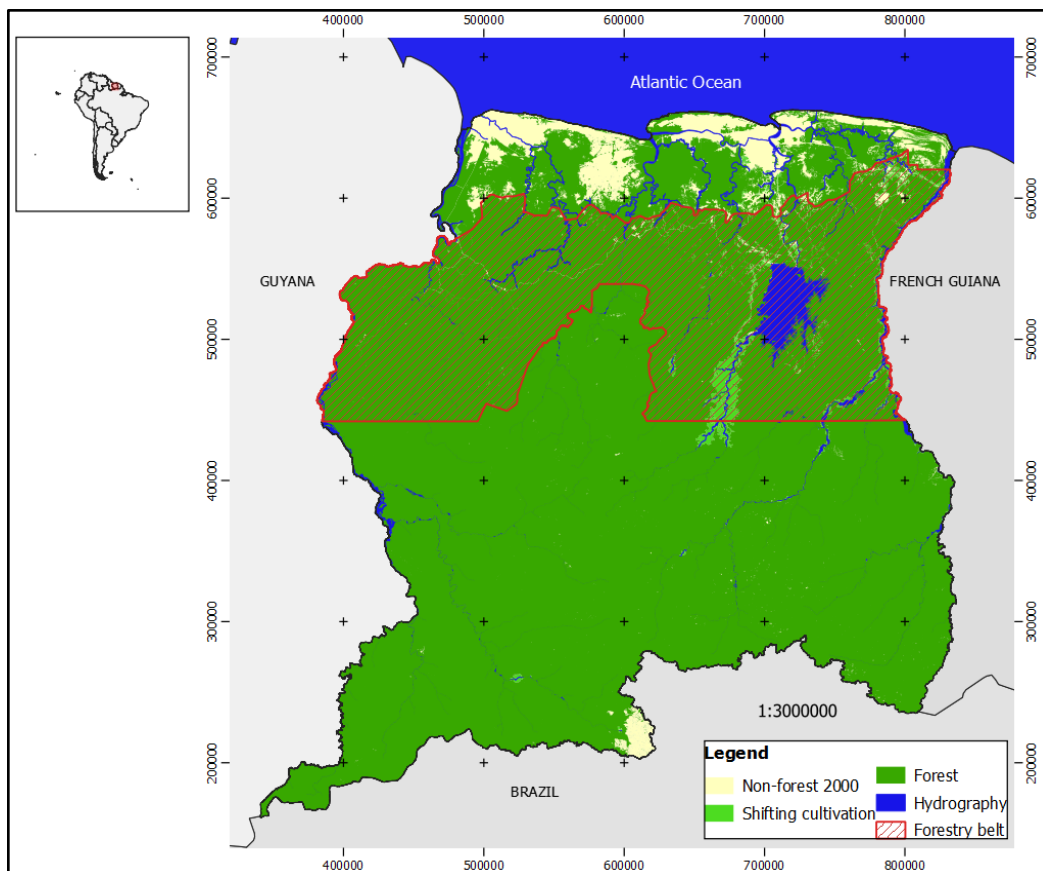 400000 500000 600000 700000 800000
700000 700000
Atlantic Ocean
600000 600000
GUYANA FRENCH GUIANA
500000 500000
400000 400000
300000 300000
1:3000000
200000 200000
BRAZIL
Legend
Non-forest 2000
Shifting cultivation
Forest
Hydrography
Forestry belt
400000 500000 600000 700000 800000